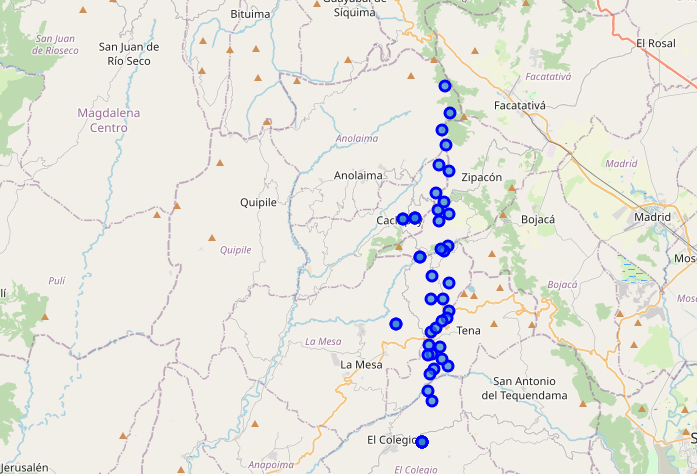 Guayabal de
Síquima
Bituima
San Juan
de Rioseco
San Juan de
Río Seco
El Rosal
Facatativá
Facatativá
Magdalena
Centro
Anolaima
Anolaima
Zipacón
Madrid
Quipile
Cac
Bojacá
Madrid
Quipile
Pulí
Bojacá
La Mesa
Tena
La Mesa
San Antonio
del Tequendama
El Colegio
Anapoima
El Colegio
Jerusalén